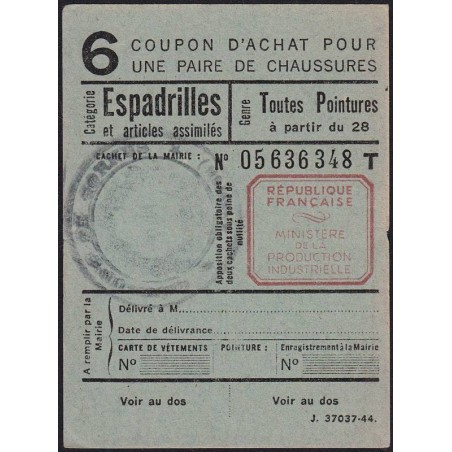 6 COUPON D'ACHAT POUR
UNE PAIRE DE CHAUSSURES
Catégorie
Espadrilles
et articles assimilés
Genre
Toutes Pointures
à partir du 28
CACHET DE LA MAIRIE :
Nº 05636348 T
Apposition obligatoire des
deux cachets sous peine de
nullité
RÉPUBLIQUE
FRANÇAISE
MINISTÈRE
DE LA
PRODUCTION
INDUSTRIELLE
A remplir par la
Mairie
Délivré à M
Date de délivrance
CARTE DE VÊTEMENTS
Nº
POINTURE :
Enregistrement à la Mairie
Nº
Voir au dos
Voir au dos
J. 37037-44.